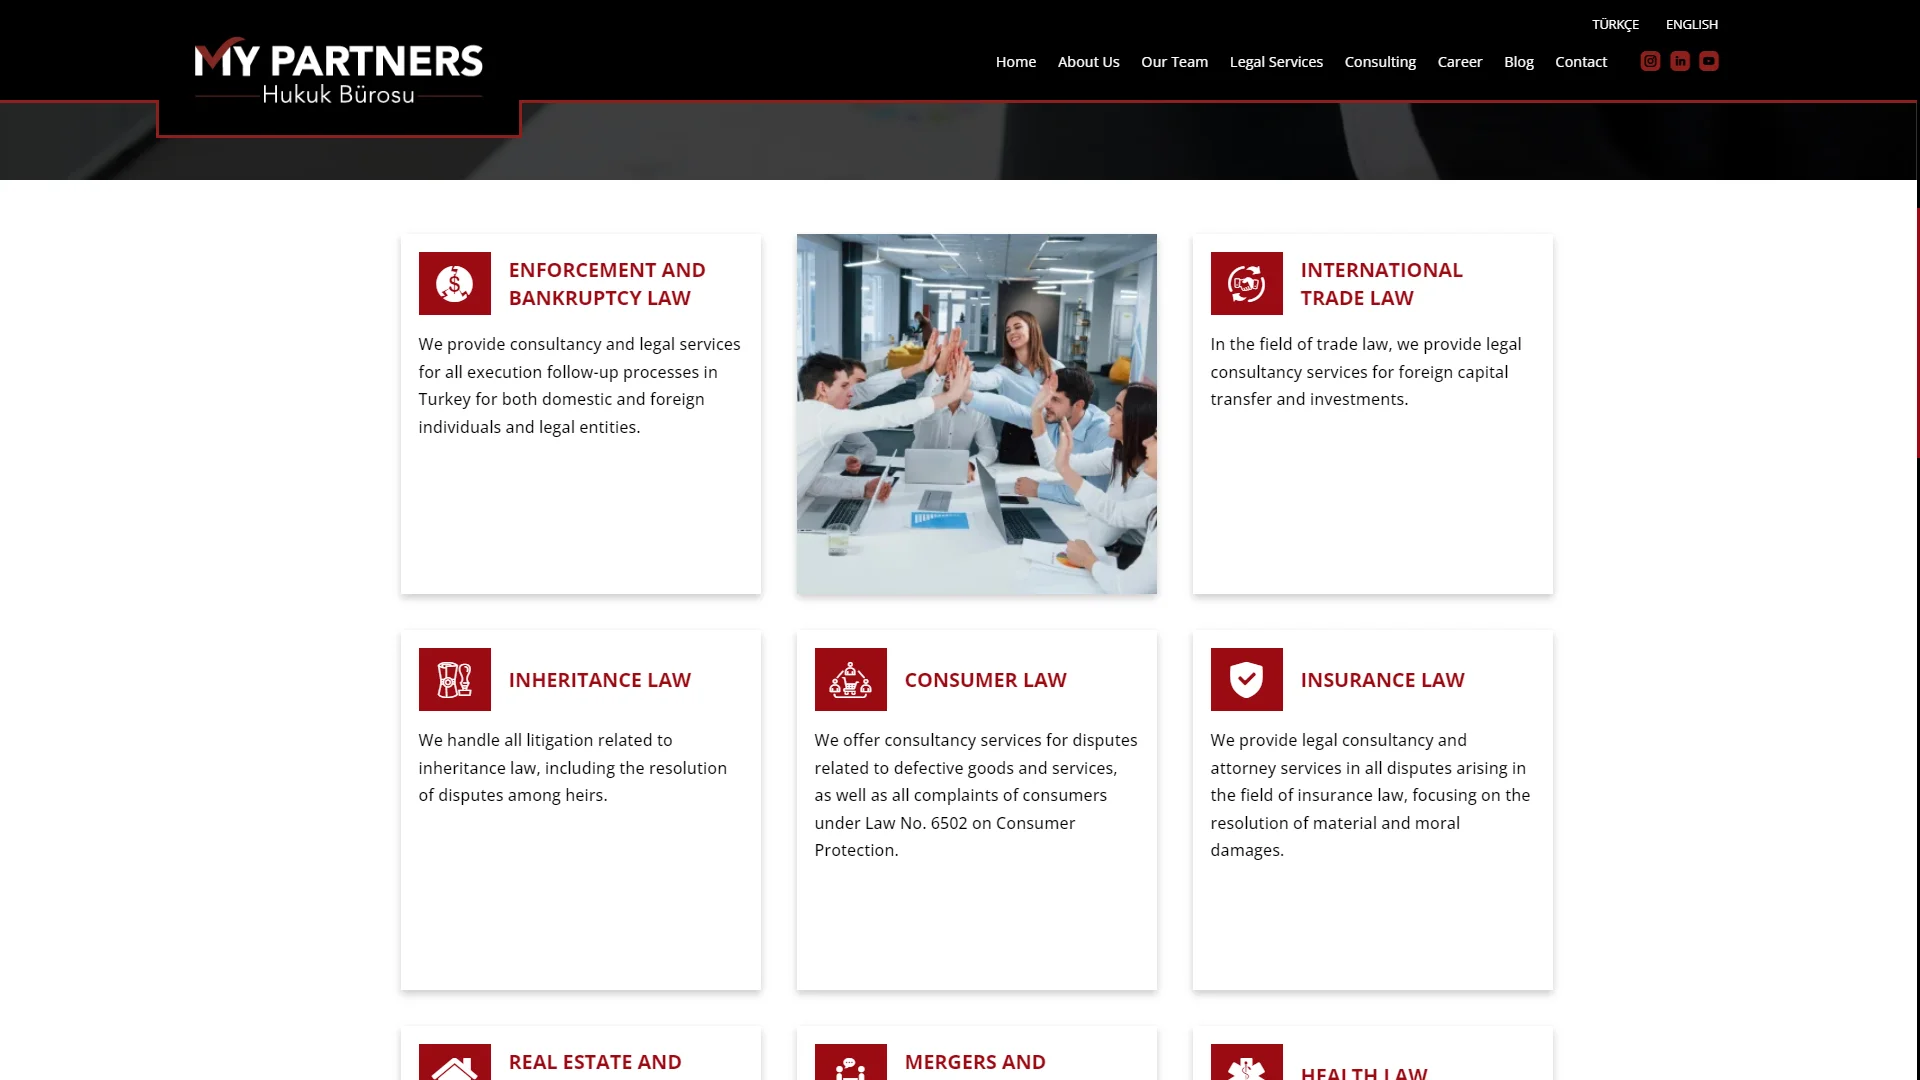 TÜRKÇE ENGLISH
MY PARTNERS
Hukuk Bürosu
Home About Us Our Team Legal Services Consulting Career Blog Contact
ENFORCEMENT AND
BANKRUPTCY LAW
We provide consultancy and legal services
for all execution follow-up processes in
Turkey for both domestic and foreign
individuals and legal entities.
INTERNATIONAL
TRADE LAW
In the field of trade law, we provide legal
consultancy services for foreign capital
transfer and investments.
INHERITANCE LAW
We handle all litigation related to
inheritance law, including the resolution
of disputes among heirs.
CONSUMER LAW
We offer consultancy services for disputes
related to defective goods and services,
as well as all complaints of consumers
under Law No. 6502 on Consumer
Protection.
INSURANCE LAW
We provide legal consultancy and
attorney services in all disputes arising in
the field of insurance law, focusing on the
resolution of material and moral
damages.
REAL ESTATE AND
MERGERS AND
HEALTH LAW